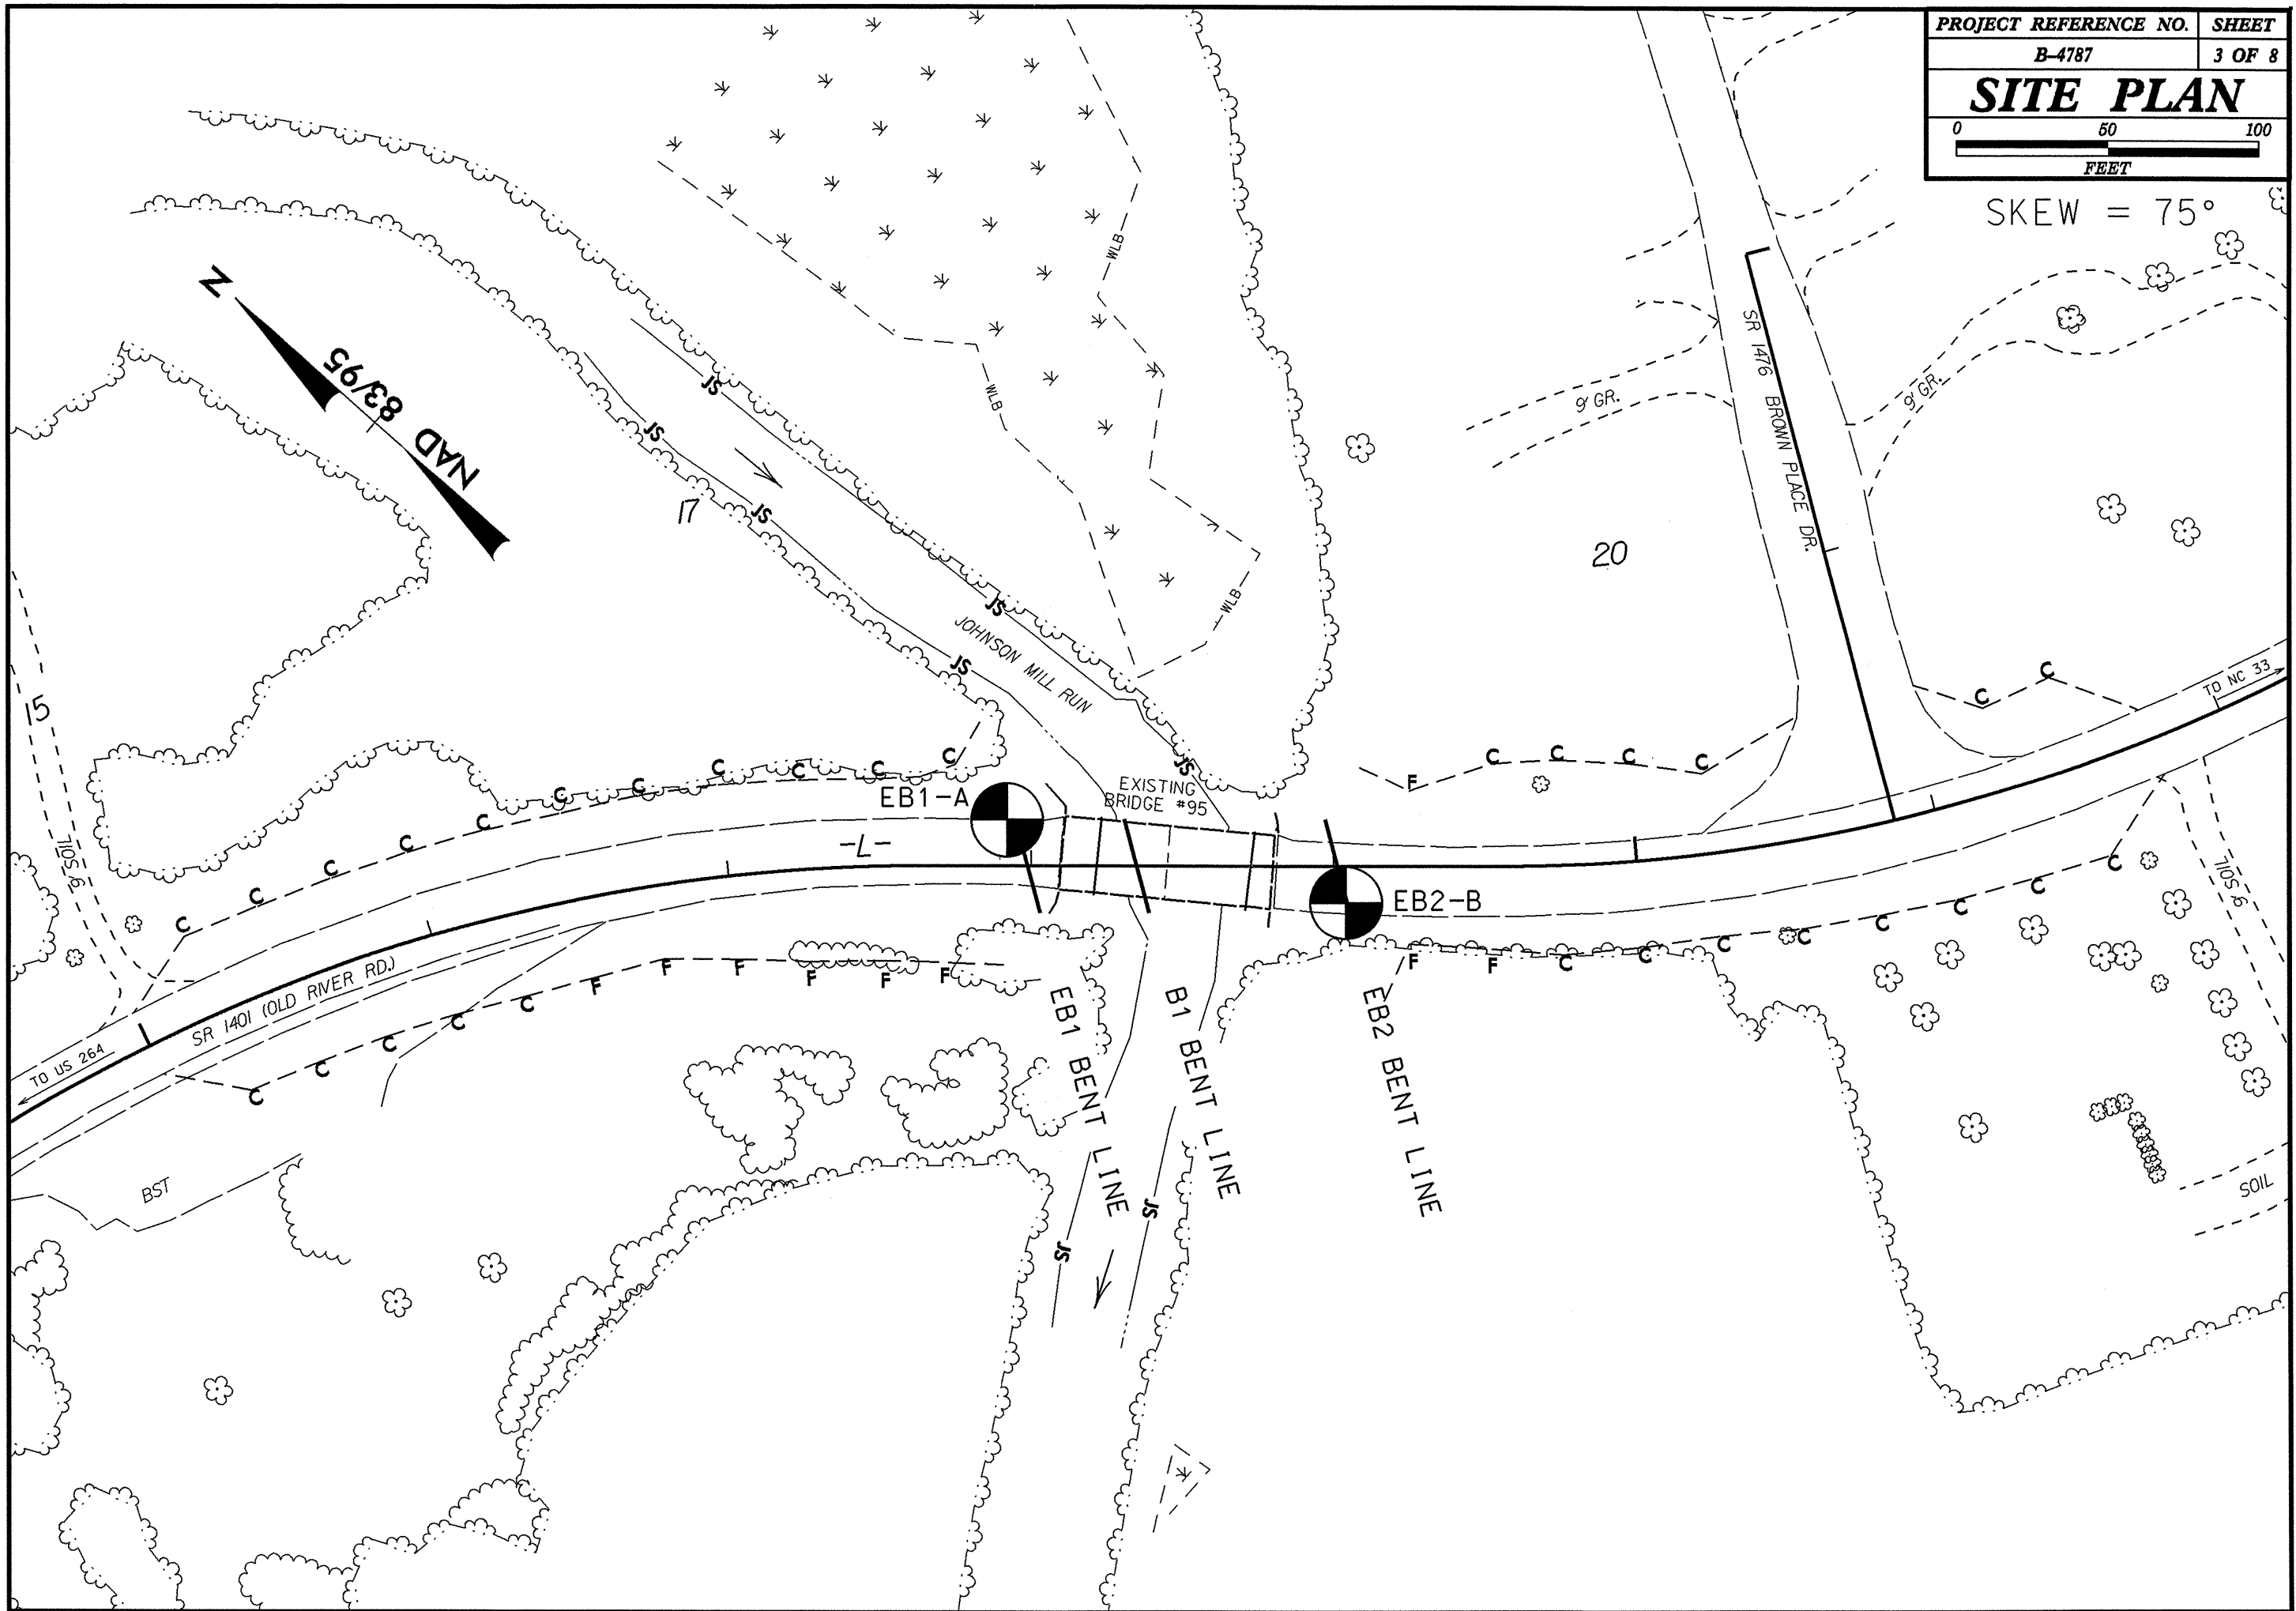 PROJECT REFERENCE NO. SHEET
B-4787 3 OF 8
SITE PLAN
0 50 100
FEET
SKEW = 75°
WLB
N
NAD 83/95
SR 1476 BROWN PLACE DR.
9' GR.
9' GR.
WLB
JS
JS
17
JS
20
WLB
JS
JOHNSON MILL RUN
JS
15
C
C
TO NC 33
JS
C C C C C C C C C C C
F C C C C
EXISTING
BRIDGE #95
EB1-A
-L-
9' SOIL
9' SOIL
EB2-B
C C C C C C C C
F F
SR 1401 (OLD RIVER RD.)
TO US 264
F F F F F F
C C C C C
EB1 BENT LINE
B1 BENT LINE
EB2 BENT LINE
BST
SOIL
JS
JS